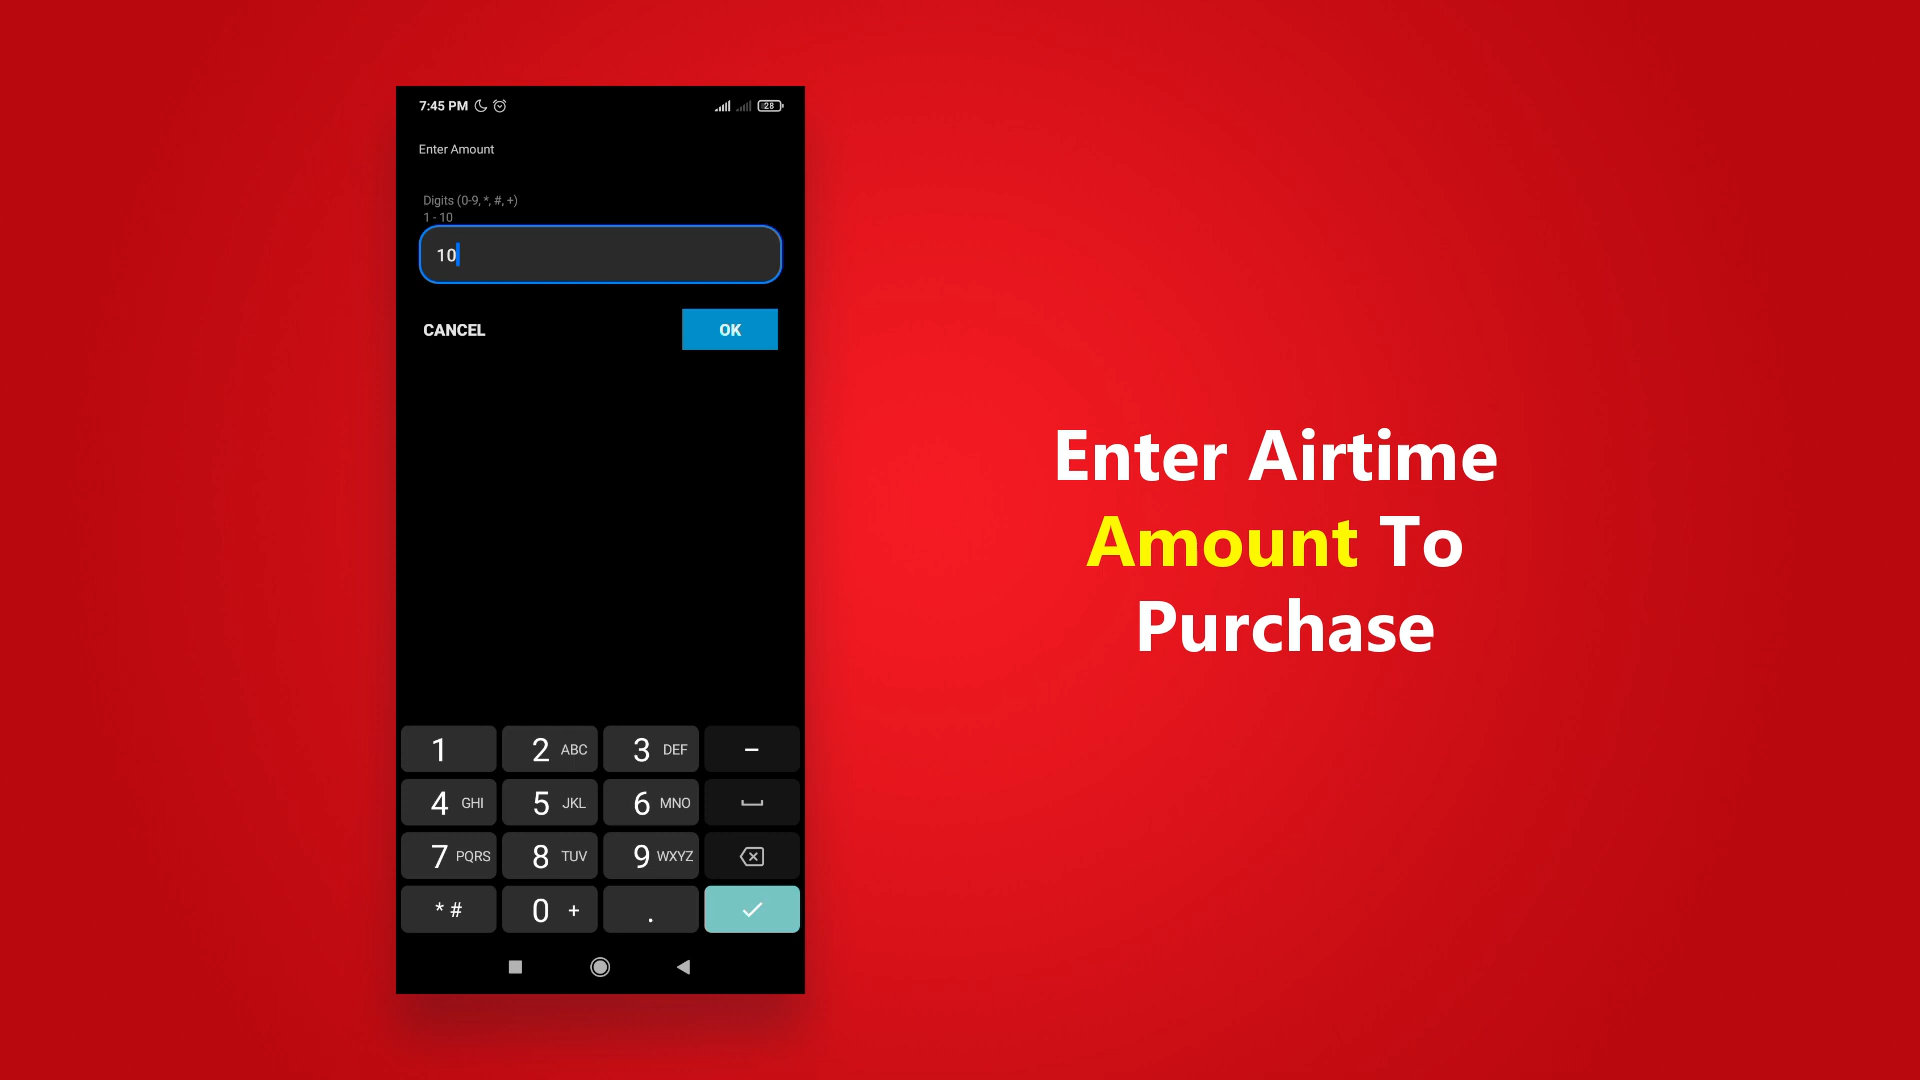 7:45 PM
28
Enter Amount
Digits (0-9, *, #, +)
1 - 10
10
CANCEL
OK
Enter Airtime
Amount To
Purchase
1
2 ABC
3 DEF
–
4 GHI
5 JKL
6 MNO
7 PQRS
8 TUV
9 WXYZ
* #
0 +
.